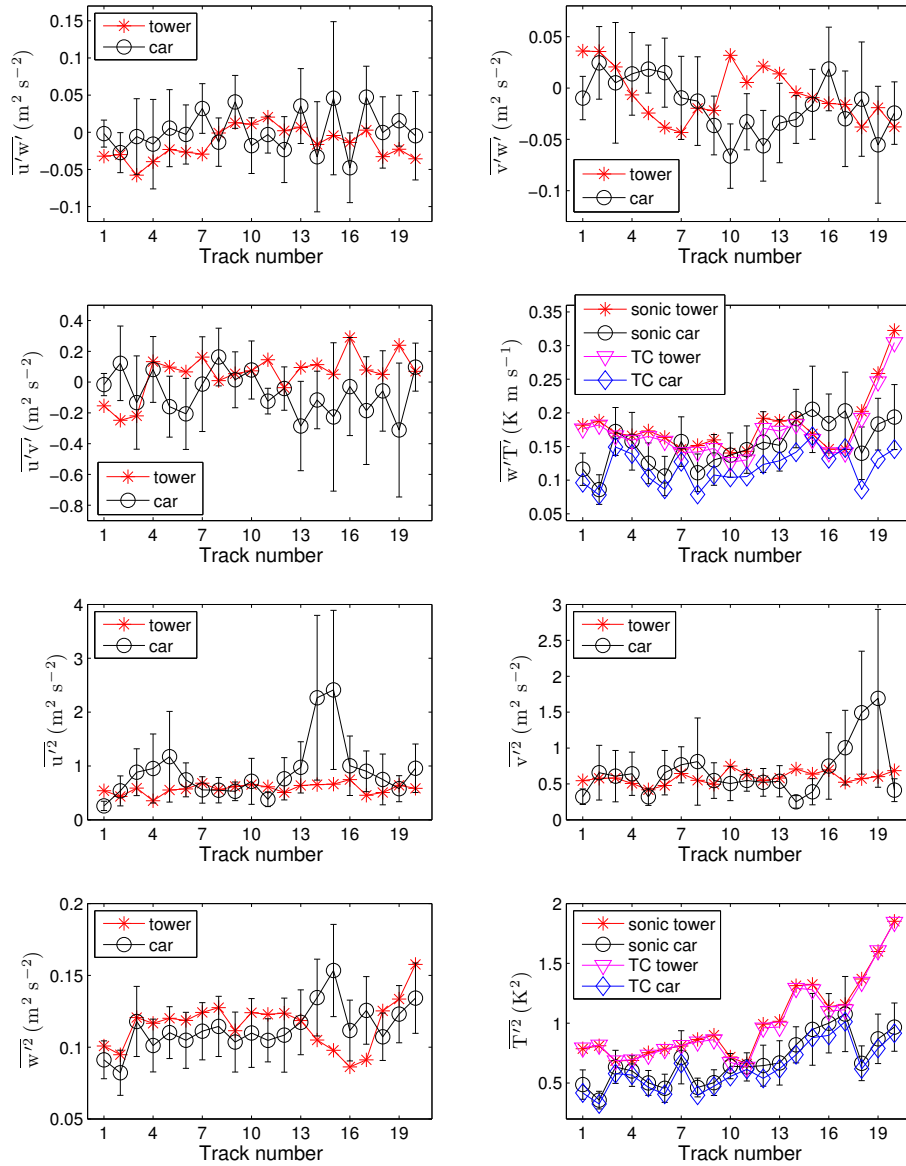 0.15
0.1
0.05
0
−0.05
−0.1
u′w′ (m² s⁻²)
tower
car
1 4 7 10 13 16 19
Track number
0.05
0
−0.05
−0.1
v′w′ (m² s⁻²)
tower
car
1 4 7 10 13 16 19
Track number
0.4
0.2
0
−0.2
−0.4
−0.6
−0.8
u′v′ (m² s⁻²)
tower
car
1 4 7 10 13 16 19
Track number
0.35
0.3
0.25
0.2
0.15
0.1
0.05
w′T′ (K m s⁻¹)
sonic tower
sonic car
TC tower
TC car
1 4 7 10 13 16 19
Track number
4
3
2
1
0
u′² (m² s⁻²)
tower
car
1 4 7 10 13 16 19
Track number
3
2.5
2
1.5
1
0.5
0
v′² (m² s⁻²)
tower
car
1 4 7 10 13 16 19
Track number
0.2
0.15
0.1
0.05
w′² (m² s⁻²)
tower
car
1 4 7 10 13 16 19
Track number
2
1.5
1
0.5
T′² (K²)
sonic tower
sonic car
TC tower
TC car
1 4 7 10 13 16 19
Track number